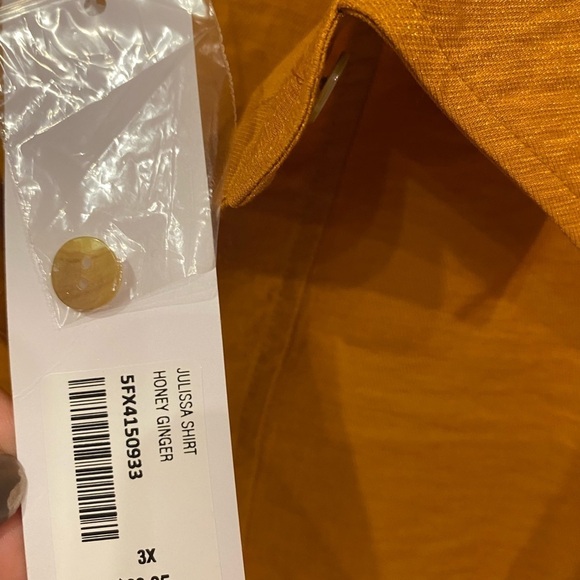 JULISSA SHIRT
HONEY GINGER
5FX4150933
3X